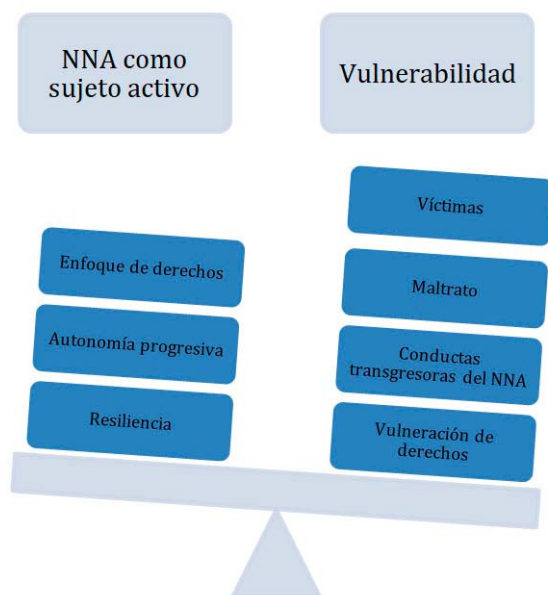 NNA como
sujeto activo
Vulnerabilidad
Enfoque de derechos
Autonomía progresiva
Resiliencia
Víctimas
Maltrato
Conductas
transgresoras del NNA
Vulneración de
derechos